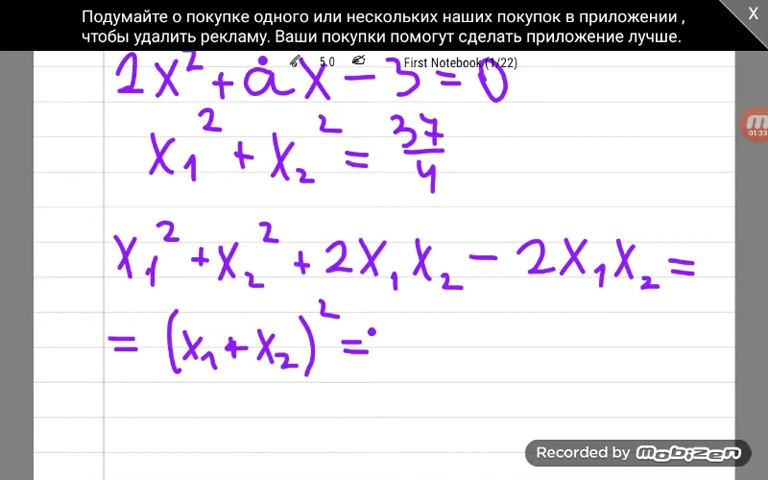 Подумайте о покупке одного или нескольких наших покупок в приложении ,
чтобы удалить рекламу. Ваши покупки помогут сделать приложение лучше.
X
5.0 First Notebook (1/22)
2x² + ax - 3 = 0
x₁² + x₂² = 37/4
01:33
x₁² + x₂² + 2x₁x₂ - 2x₁x₂ =
= (x₁ + x₂)² =
Recorded by mobizen